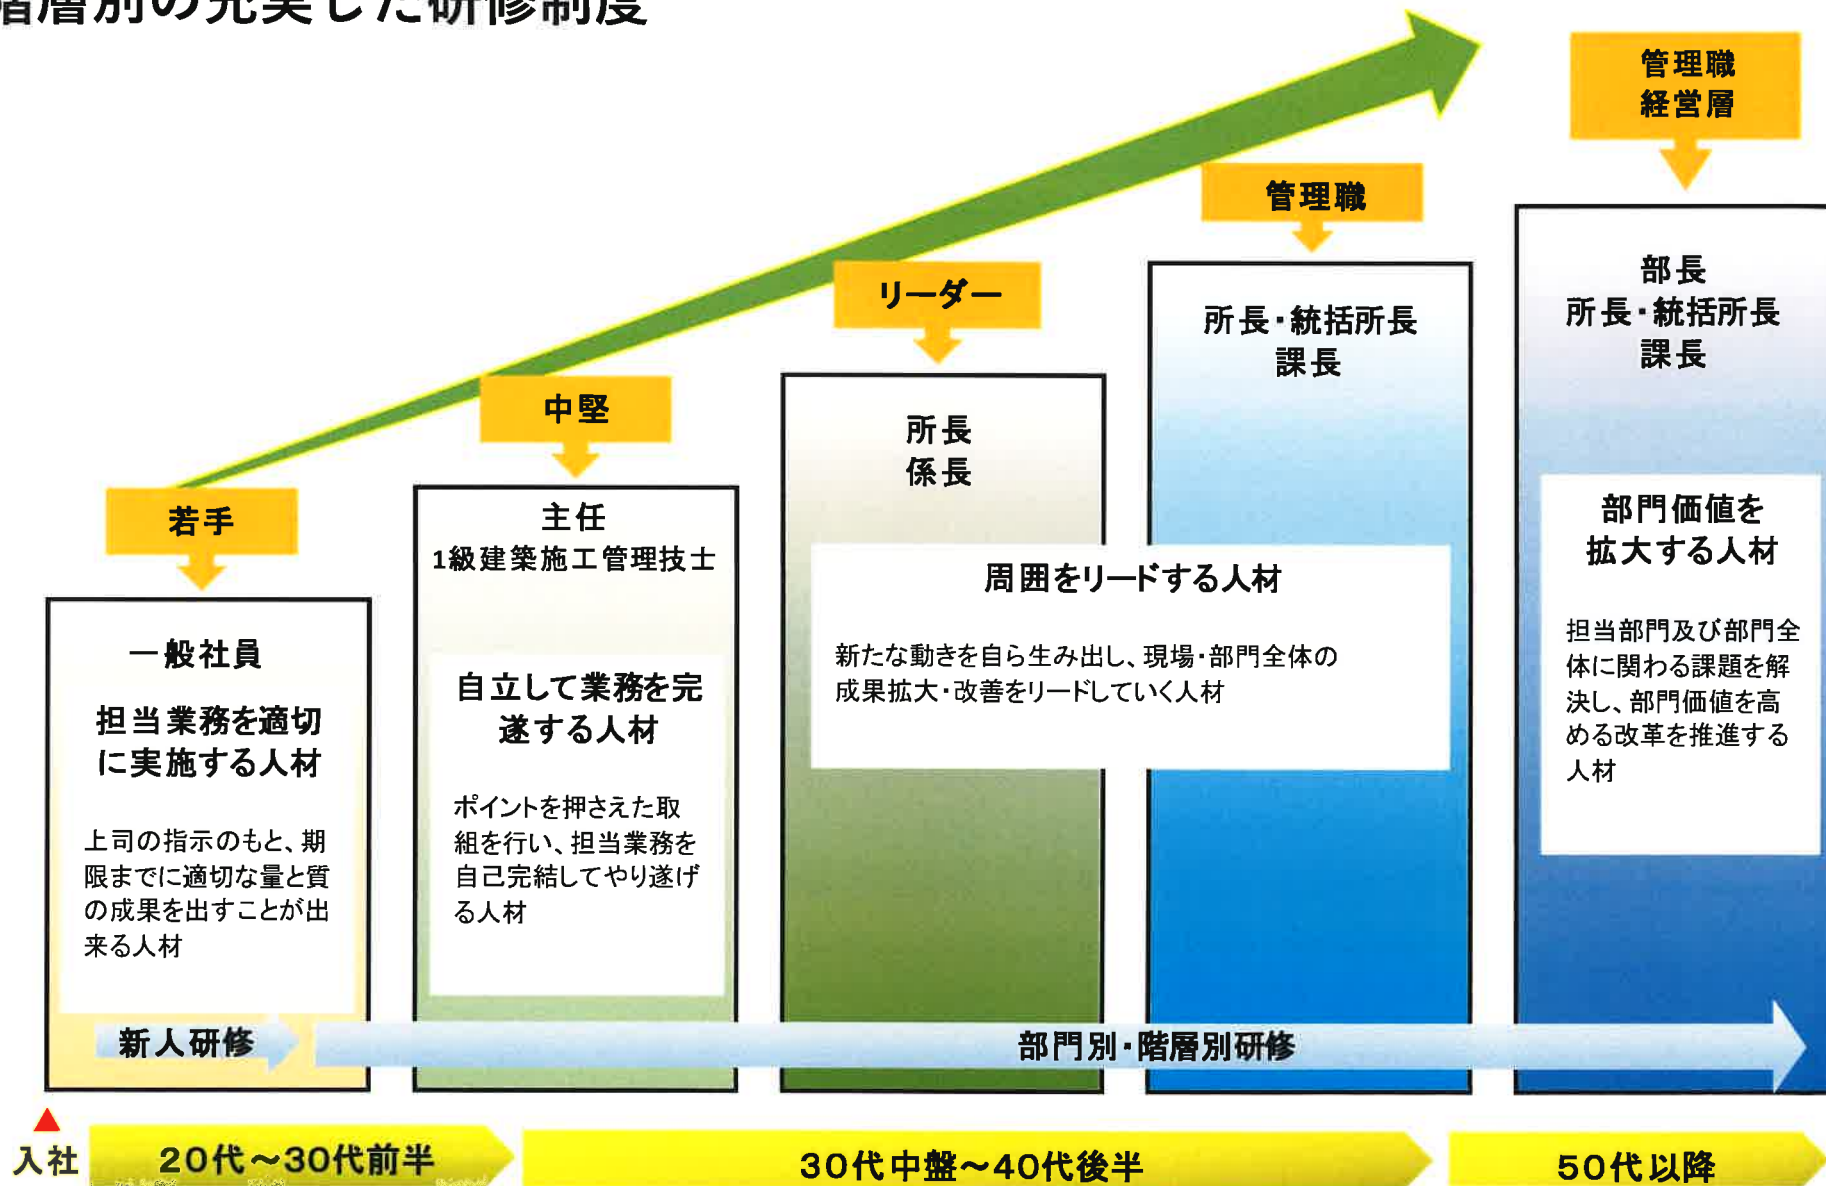 階層別の充実した研修制度
管理職
経営層
管理職
リーダー
中堅
若手
一般社員
担当業務を適切
に実施する人材
上司の指示のもと、期
限までに適切な量と質
の成果を出すことが出
来る人材
主任
1級建築施工管理技士
自立して業務を完
遂する人材
ポイントを押さえた取
組を行い、担当業務を
自己完結してやり遂げ
る人材
所長
係長
所長・統括所長
課長
周囲をリードする人材
新たな動きを自ら生み出し、現場・部門全体の
成果拡大・改善をリードしていく人材
部長
所長・統括所長
課長
部門価値を
拡大する人材
担当部門及び部門全
体に関わる課題を解
決し、部門価値を高
める改革を推進する
人材
新人研修
部門別・階層別研修
入社
20代～30代前半
30代中盤～40代後半
50代以降